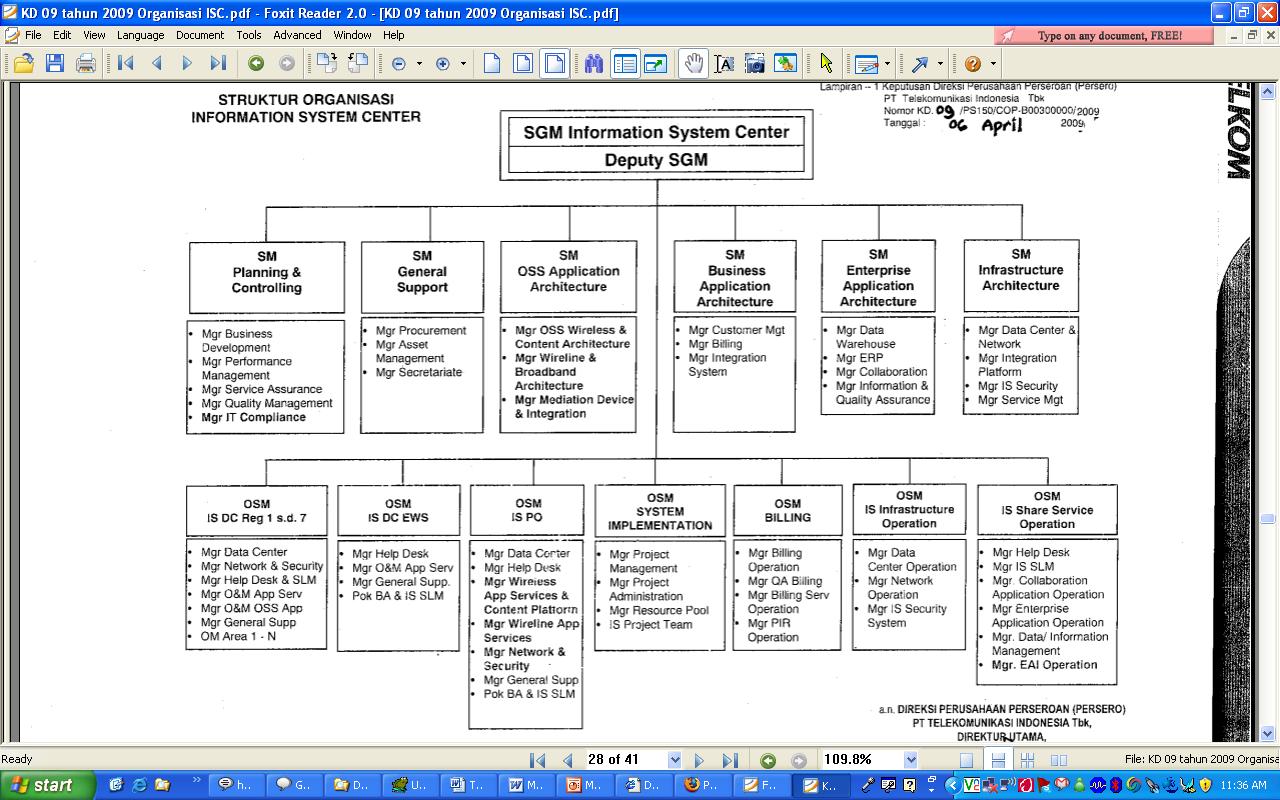 KD 09 tahun 2009 Organisasi ISC.pdf - Foxit Reader 2.0 - [KD 09 tahun 2009 Organisasi ISC.pdf]
File Edit View Language Document Tools Advanced Window Help
Type on any document, FREE!
STRUKTUR ORGANISASI
INFORMATION SYSTEM CENTER
Lampiran – 1 Keputusan Direksi Perusahaan Perseroan (Persero)
PT Telekomunikasi Indonesia Tbk
Nomor KD. 09 /PS150/COP-B00300000/2009
Tanggal : 06 April 2009
ELKOM
SGM Information System Center
Deputy SGM
SM
Planning &
Controlling
• Mgr Business
Development
• Mgr Performance
Management
• Mgr Service Assurance
• Mgr Quality Management
• Mgr IT Compliance
SM
General
Support
• Mgr Procurement
• Mgr Asset
Management
• Mgr Secretariate
SM
OSS Application
Architecture
• Mgr OSS Wireless &
Content Architecture
• Mgr Wireline &
Broadband
Architecture
• Mgr Mediation Device
& Integration
SM
Business
Application
Architecture
• Mgr Customer Mgt
• Mgr Billing
• Mgr Integration
System
SM
Enterprise
Application
Architecture
• Mgr Data
Warehouse
• Mgr ERP
• Mgr Collaboration
• Mgr Information &
Quality Assurance
SM
Infrastructure
Architecture
• Mgr Data Center &
Network
• Mgr Integration
Platform
• Mgr IS Security
• Mgr Service Mgt
OSM
IS DC Reg 1 s.d. 7
• Mgr Data Center
• Mgr Network & Security
• Mgr Help Desk & SLM
• Mgr O&M App Serv
• Mgr O&M OSS App
• Mgr General Supp
• OM Area 1 - N
OSM
IS DC EWS
• Mgr Help Desk
• Mgr O&M App Serv
• Mgr General Supp.
• Pok BA & IS SLM
OSM
IS PO
• Mgr Data Center
• Mgr Help Desk
• Mgr Wireless
App Services &
Content Platform
• Mgr Wireline App
Services
• Mgr Network &
Security
• Mgr General Supp
• Pok BA & IS SLM
OSM
SYSTEM
IMPLEMENTATION
• Mgr Project
Management
• Mgr Project
Administration
• Mgr Resource Pool
• IS Project Team
OSM
BILLING
• Mgr Billing
Operation
• Mgr QA Billing
• Mgr Billing Serv
Operation
• Mgr PIR
Operation
OSM
IS Infrastructure
Operation
• Mgr Data
Center Operation
• Mgr Network
Operation
• Mgr IS Security
System
OSM
IS Share Service
Operation
• Mgr Help Desk
• Mgr IS SLM
• Mgr. Collaboration
Application Operation
• Mgr Enterprise
Application Operation
• Mgr. Data/ Information
Management
• Mgr. EAI Operation
a.n. DIREKSI PERUSAHAAN PERSEROAN (PERSERO)
PT TELEKOMUNIKASI INDONESIA Tbk,
DIREKTUR UTAMA,
Ready 28 of 41 109.8% File: KD 09 tahun 2009 Organisa
start h... G... D... U... T... M... M... D... P... F... K... 11:36 AM